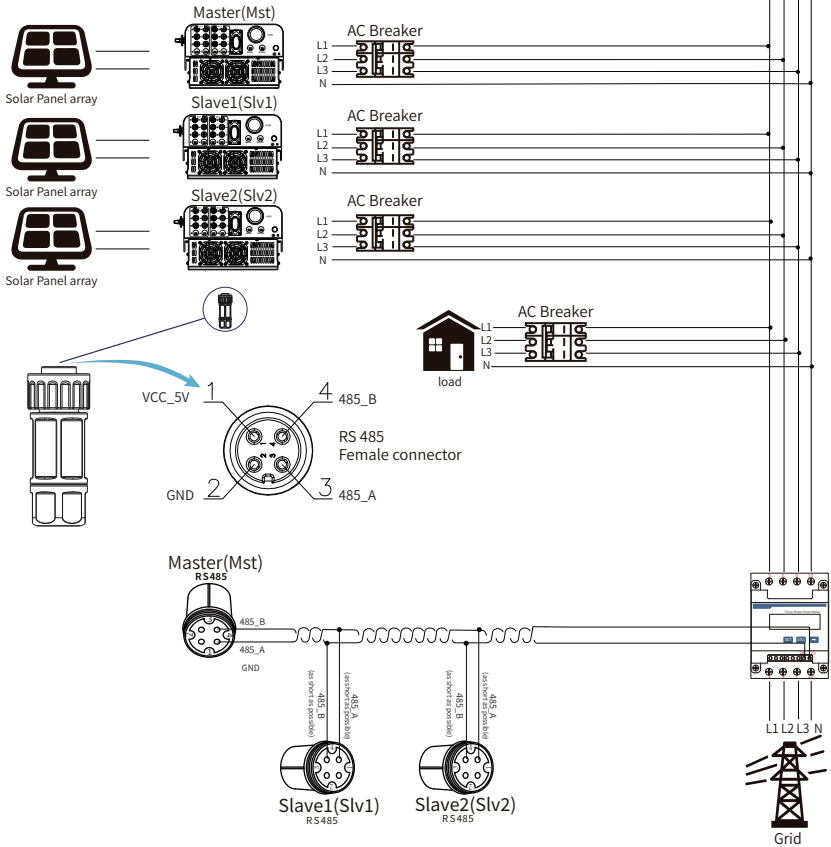 Master(Mst)
AC Breaker
L1
L2
L3
N
Solar Panel array
Slave1(Slv1)
AC Breaker
L1
L2
L3
N
Solar Panel array
Slave2(Slv2)
AC Breaker
L1
L2
L3
N
Solar Panel array
AC Breaker
L1
L2
L3
N
load
VCC_5V
1
4
485_B
RS 485
Female connector
1
4
2
3
GND
2
3
485_A
Master(Mst)
RS485
485_B
485_A
GND
485_B
(as short as possible)
485_A
(as short as possible)
485_B
(as short as possible)
485_A
(as short as possible)
Slave1(Slv1)
RS485
Slave2(Slv2)
RS485
L1 L2 L3 N
Grid